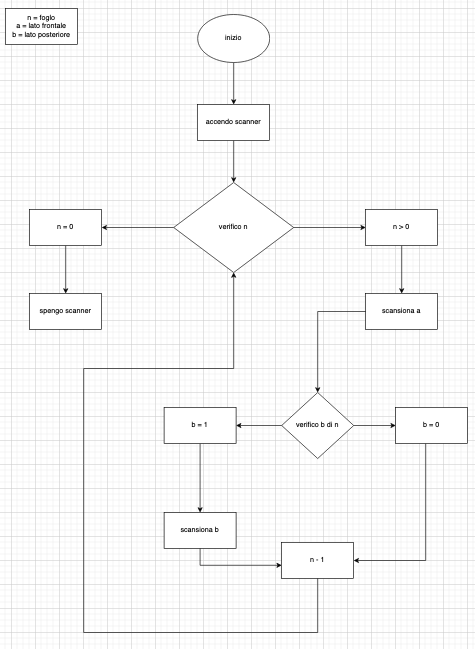 n = foglo
a = lato frontale
b = lato posteriore
inizio
accendo scanner
verifico n
n = 0
n > 0
spengo scanner
scansiona a
verifico b di n
b = 1
b = 0
scansiona b
n - 1